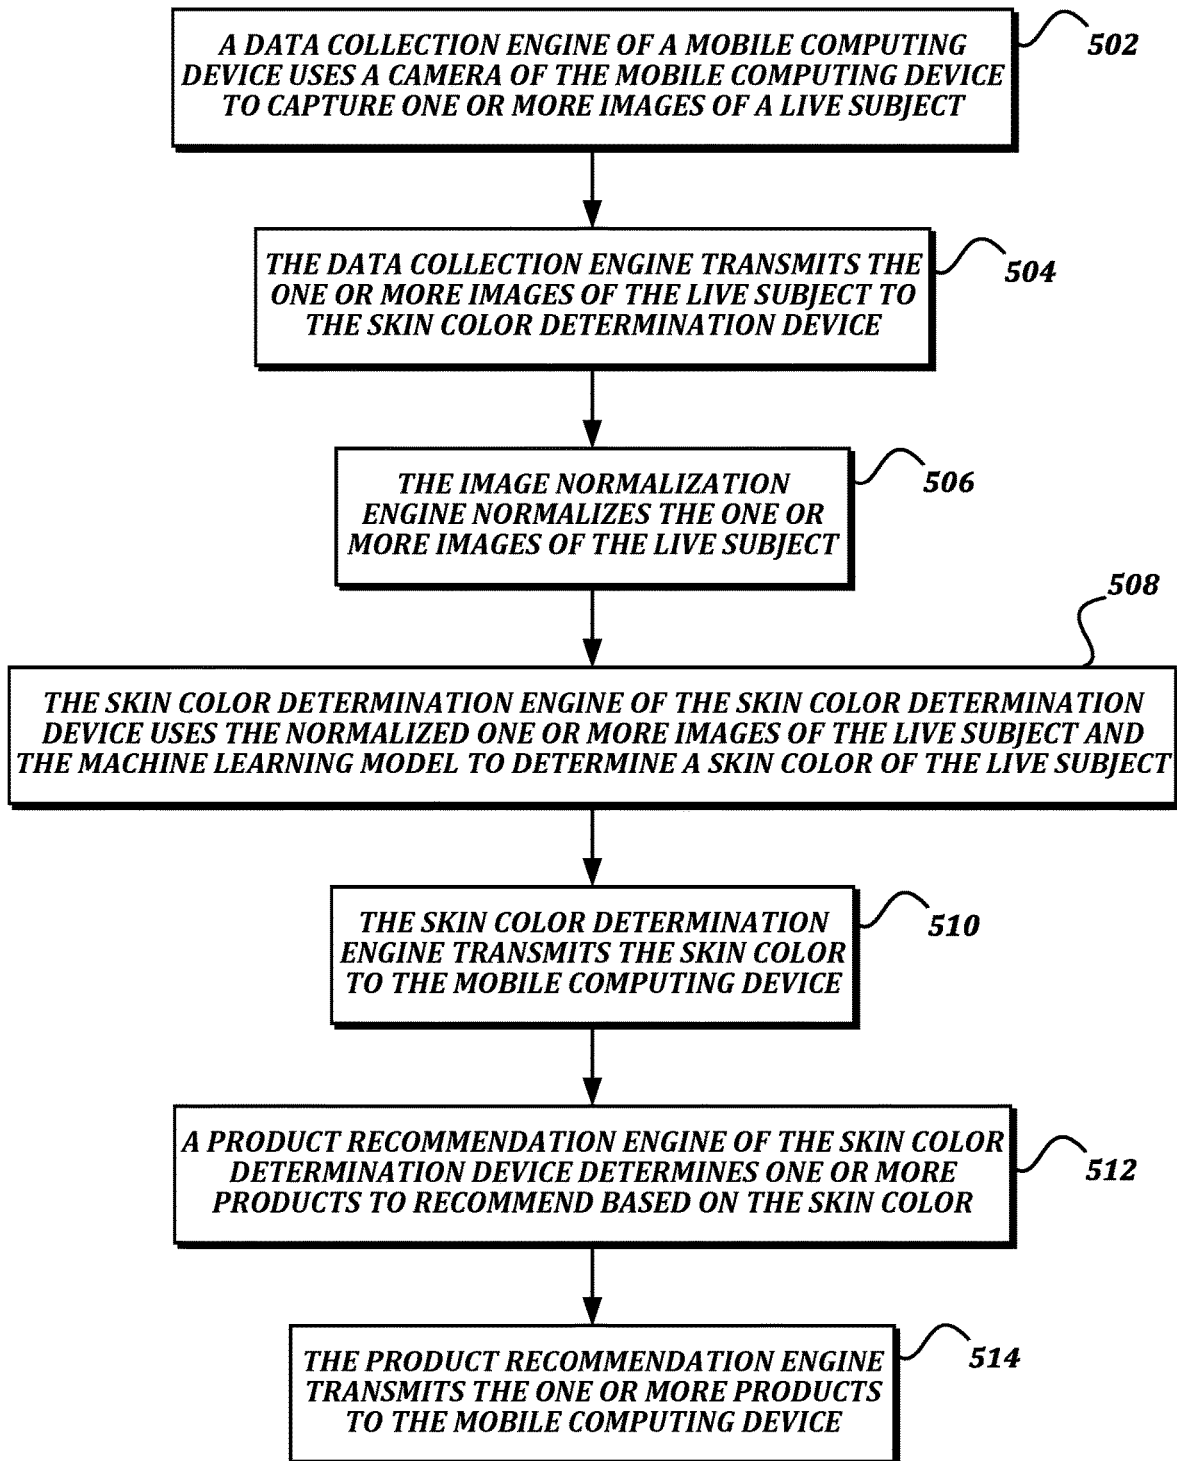 A DATA COLLECTION ENGINE OF A MOBILE COMPUTING
DEVICE USES A CAMERA OF THE MOBILE COMPUTING DEVICE
TO CAPTURE ONE OR MORE IMAGES OF A LIVE SUBJECT
502
THE DATA COLLECTION ENGINE TRANSMITS THE
ONE OR MORE IMAGES OF THE LIVE SUBJECT TO
THE SKIN COLOR DETERMINATION DEVICE
504
THE IMAGE NORMALIZATION
ENGINE NORMALIZES THE ONE OR
MORE IMAGES OF THE LIVE SUBJECT
506
508
THE SKIN COLOR DETERMINATION ENGINE OF THE SKIN COLOR DETERMINATION
DEVICE USES THE NORMALIZED ONE OR MORE IMAGES OF THE LIVE SUBJECT AND
THE MACHINE LEARNING MODEL TO DETERMINE A SKIN COLOR OF THE LIVE SUBJECT
THE SKIN COLOR DETERMINATION
ENGINE TRANSMITS THE SKIN COLOR
TO THE MOBILE COMPUTING DEVICE
510
A PRODUCT RECOMMENDATION ENGINE OF THE SKIN COLOR
DETERMINATION DEVICE DETERMINES ONE OR MORE
PRODUCTS TO RECOMMEND BASED ON THE SKIN COLOR
512
THE PRODUCT RECOMMENDATION ENGINE
TRANSMITS THE ONE OR MORE PRODUCTS
TO THE MOBILE COMPUTING DEVICE
514